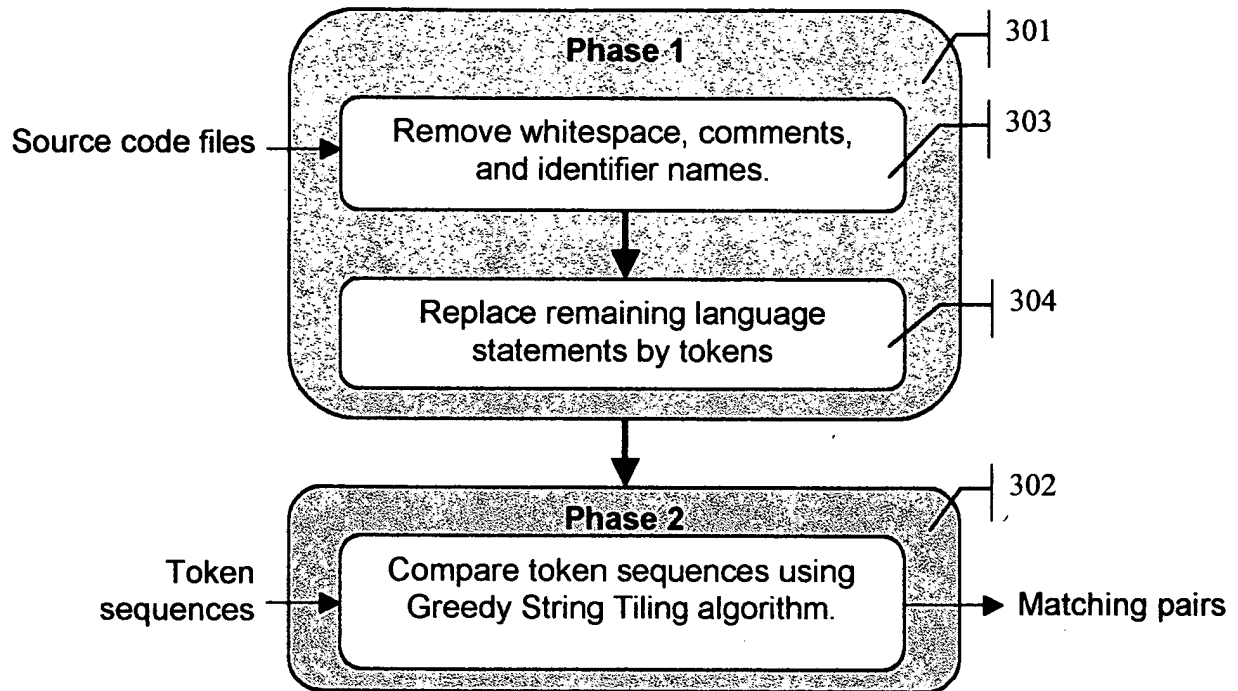 Phase 1
301
Source code files
Remove whitespace, comments,
and identifier names.
303
Replace remaining language
statements by tokens
304
Phase 2
302
Token
sequences
Compare token sequences using
Greedy String Tiling algorithm.
Matching pairs